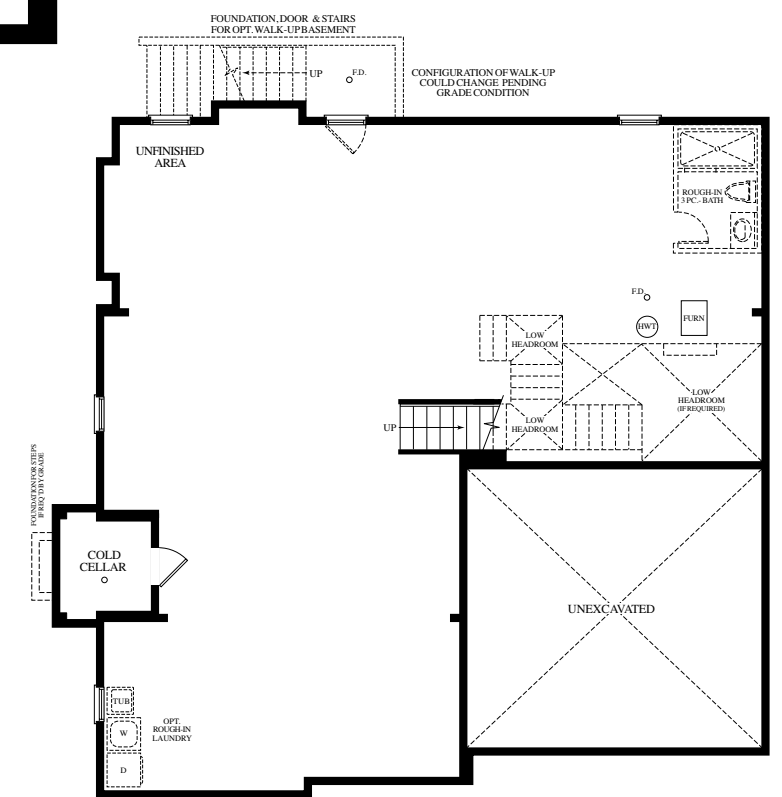 FOUNDATION, DOOR & STAIRS
FOR OPT. WALK-UP BASEMENT
UP
F.D.
CONFIGURATION OF WALK-UP
COULD CHANGE PENDING
GRADE CONDITION
UNFINISHED
AREA
ROUGH-IN
3 PC.- BATH
F.D.
HWT
FURN
LOW
HEADROOM
LOW
HEADROOM
(IF REQUIRED)
UP
LOW
HEADROOM
FOUNDATION FOR STEPS
IF REQ'D BY GRADE
COLD
CELLAR
UNEXCAVATED
TUB
W
D
OPT.
ROUGH-IN
LAUNDRY